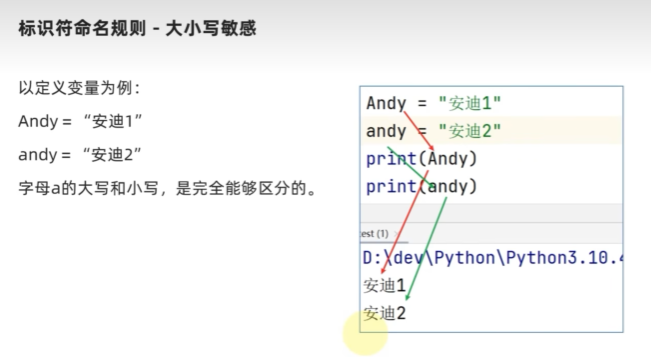 标识符命名规则 - 大小写敏感
以定义变量为例：
Andy = “安迪1”
andy = “安迪2”
字母a的大写和小写，是完全能够区分的。
Andy = "安迪1"
andy = "安迪2"
print(Andy)
print(andy)
est (1)
D:\dev\Python\Python3.10.4
安迪1
安迪2